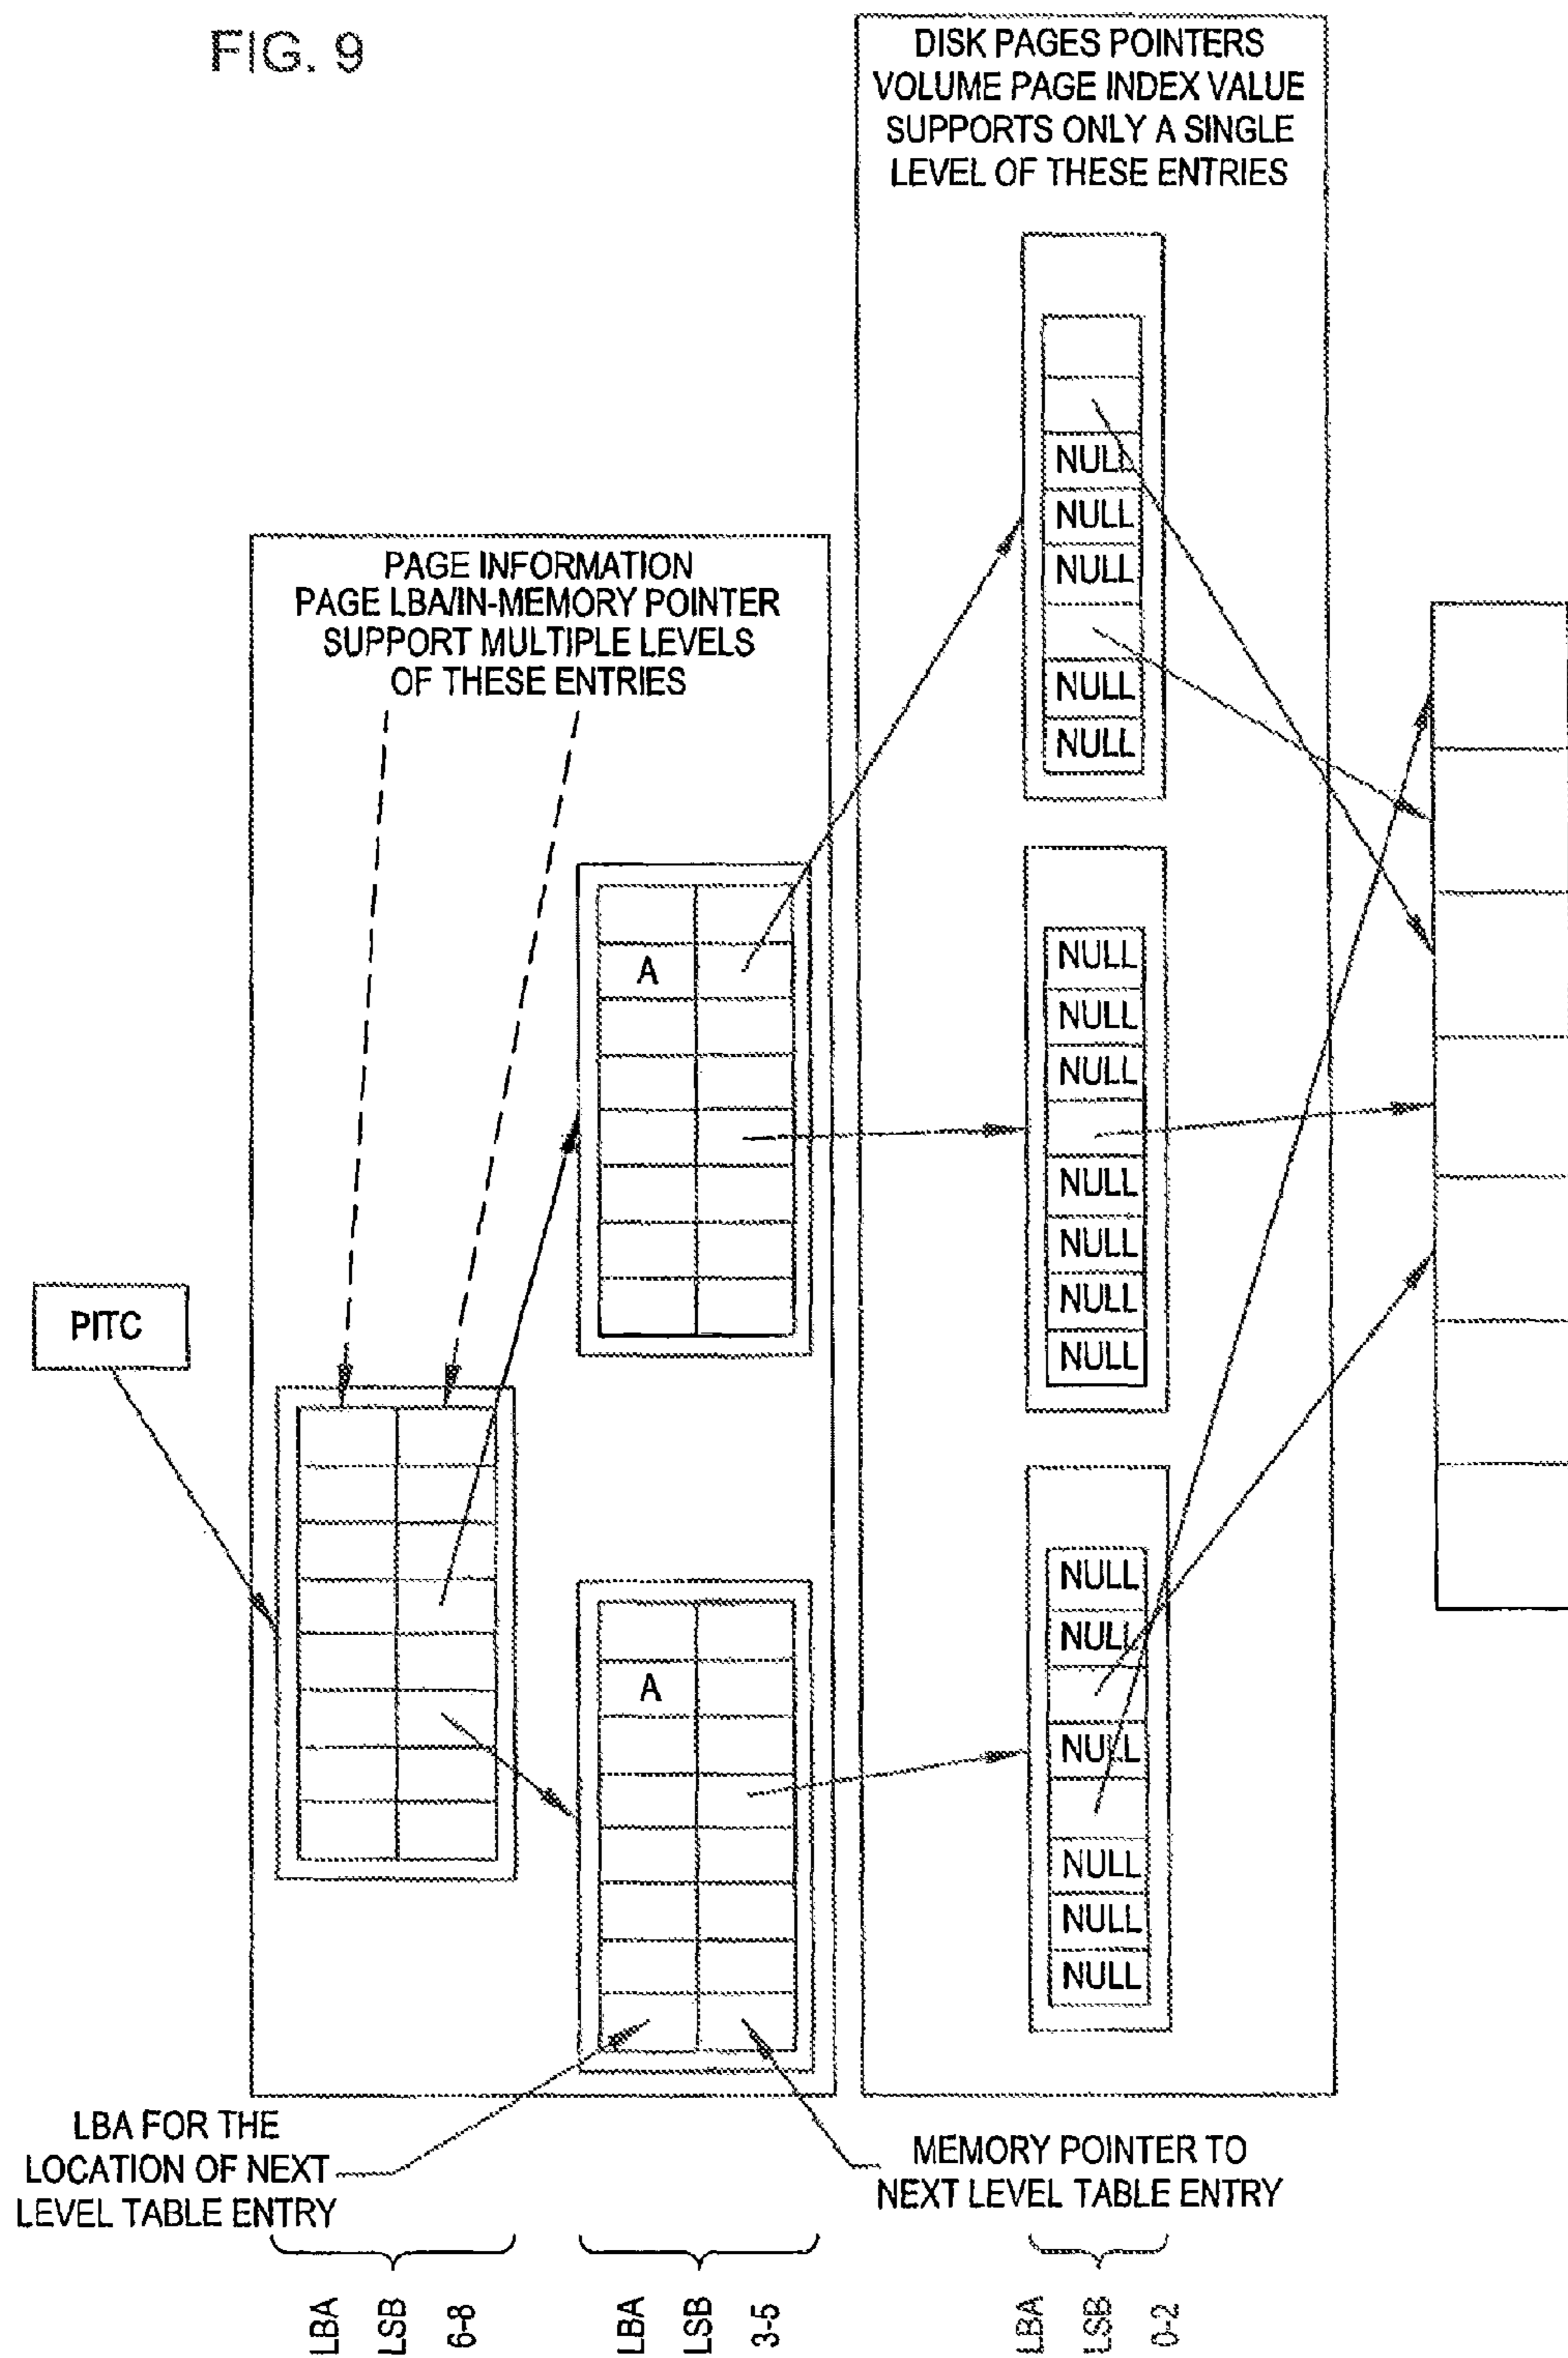 FIG. 9
DISK PAGES POINTERS
VOLUME PAGE INDEX VALUE
SUPPORTS ONLY A SINGLE
LEVEL OF THESE ENTRIES
NULL
NULL
NULL
NULL
NULL
PAGE INFORMATION
PAGE LBA/IN-MEMORY POINTER
SUPPORT MULTIPLE LEVELS
OF THESE ENTRIES
A
NULL
NULL
NULL
NULL
NULL
NULL
NULL
PITC
A
NULL
NULL
NULL
NULL
NULL
NULL
LBA FOR THE
LOCATION OF NEXT
LEVEL TABLE ENTRY
MEMORY POINTER TO
NEXT LEVEL TABLE ENTRY
LBA
LSB
6-8
LBA
LSB
3-5
LBA
LSB
0-2